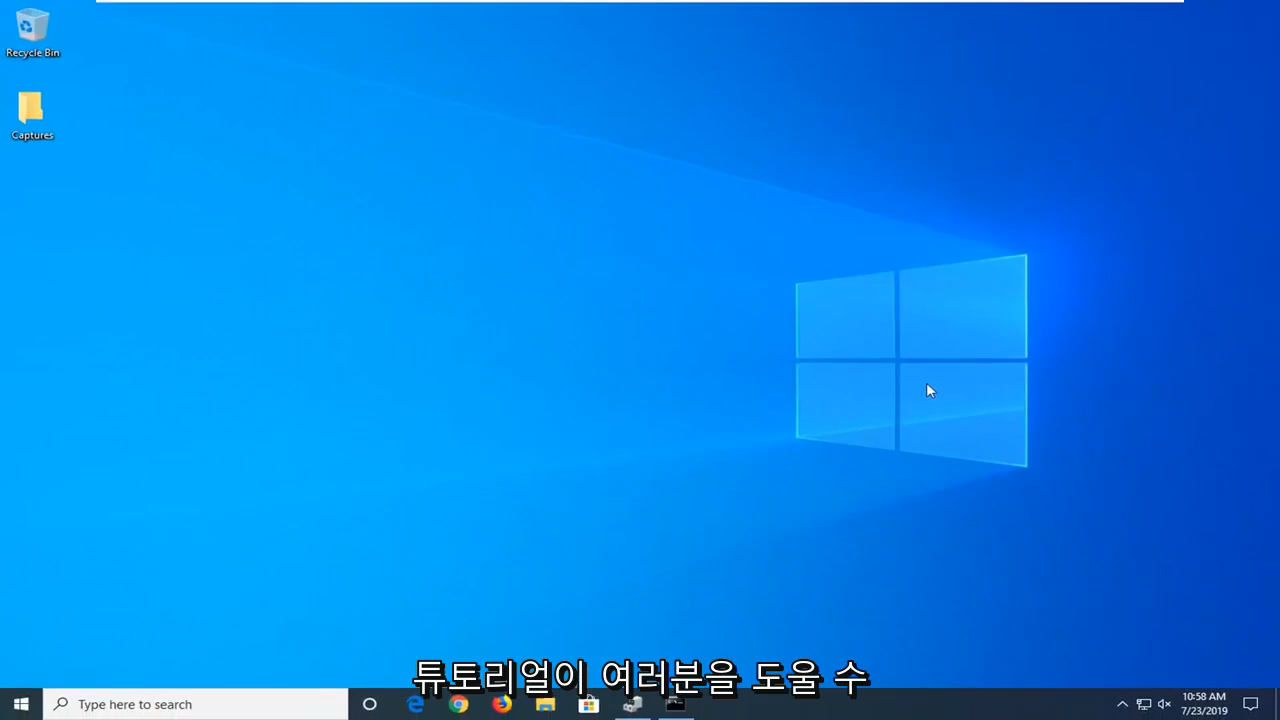 Recycle Bin
Captures
튜토리얼이 여러분을 도울 수
Type here to search
10:58 AM
7/23/2019